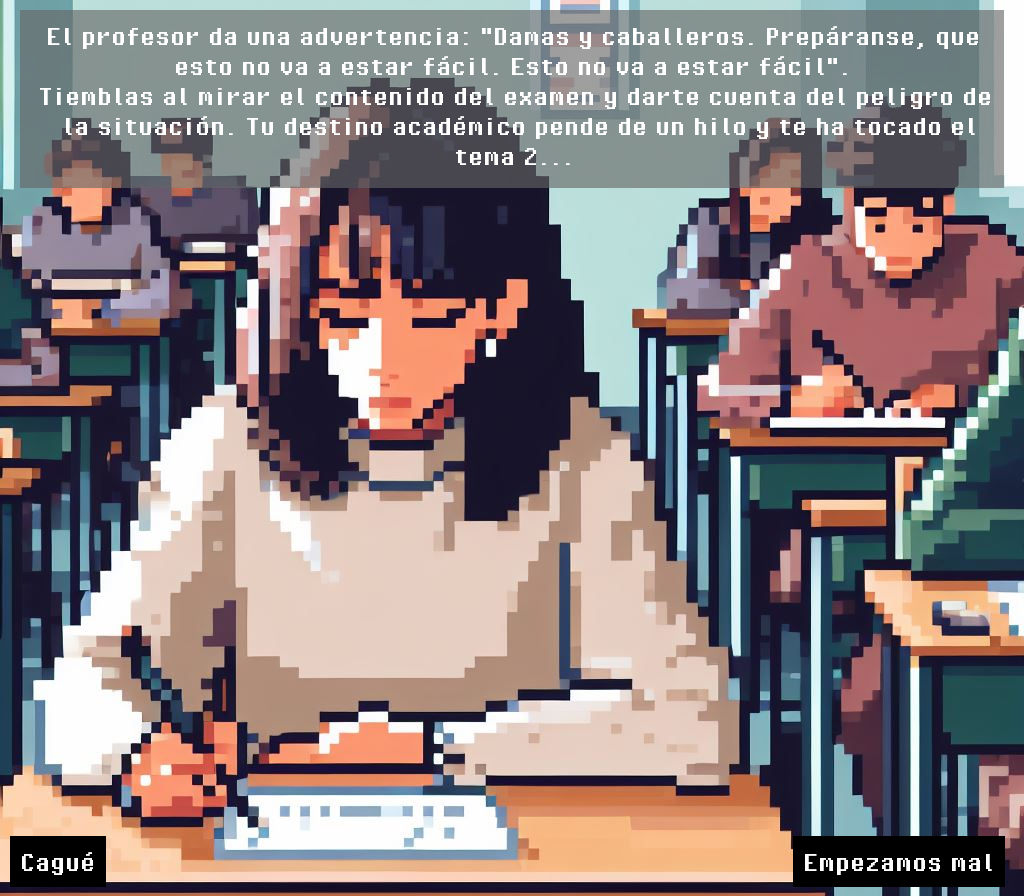 El profesor da una advertencia: "Damas y caballeros. Prepáranse, que
esto no va a estar fácil. Esto no va a estar fácil".
Tiemblas al mirar el contenido del examen y darte cuenta del peligro de
la situación. Tu destino académico pende de un hilo y te ha tocado el
tema 2...
Cagué
Empezamos mal